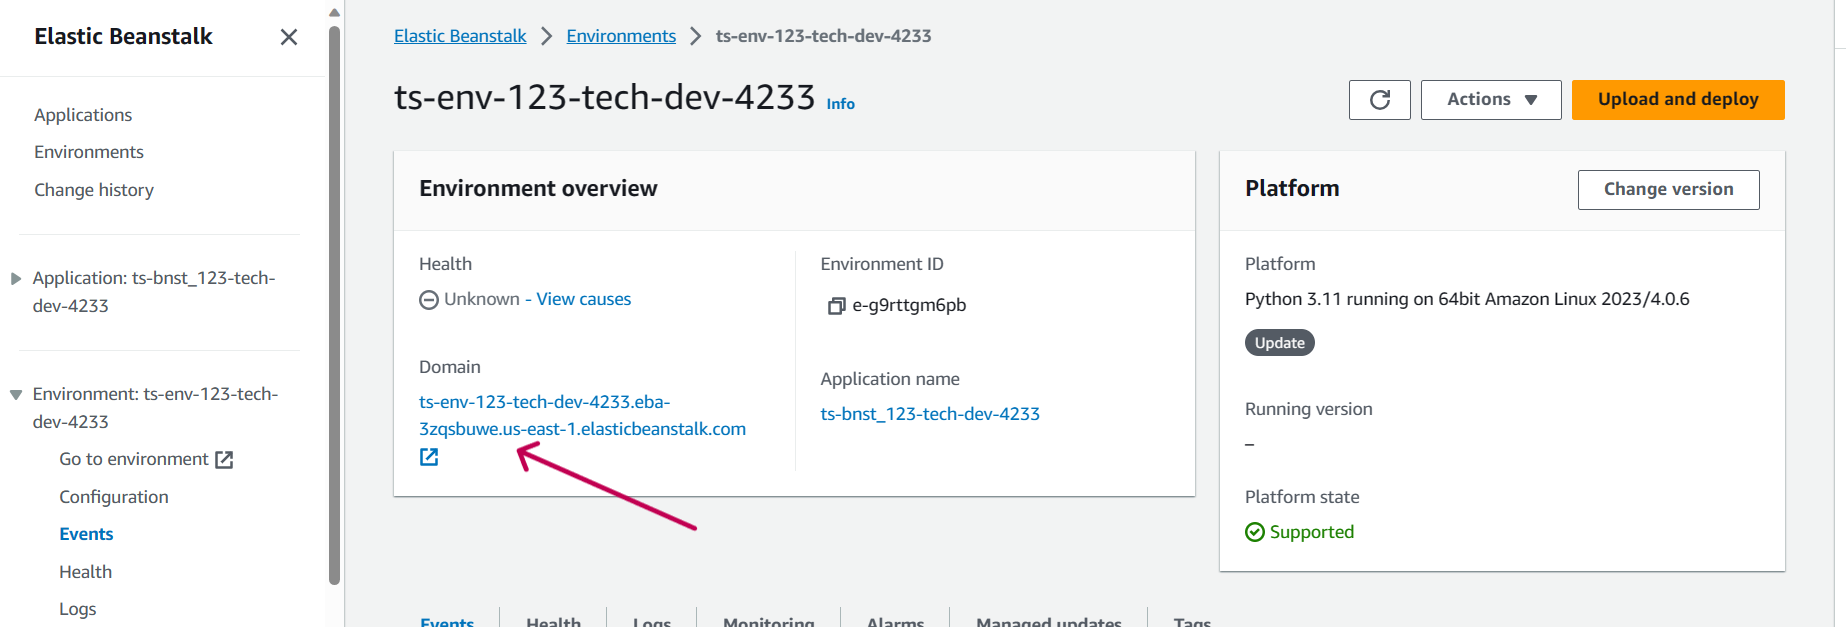 Elastic Beanstalk
Applications
Environments
Change history
Application: ts-bnst_123-tech-
dev-4233
Environment: ts-env-123-tech-
dev-4233
Go to environment
Configuration
Events
Health
Logs
Elastic Beanstalk > Environments > ts-env-123-tech-dev-4233
ts-env-123-tech-dev-4233 Info
Actions
Upload and deploy
Environment overview
Health
Unknown - View causes
Domain
ts-env-123-tech-dev-4233.eba-
3zqsbuwe.us-east-1.elasticbeanstalk.com
Environment ID
e-g9rttgm6pb
Application name
ts-bnst_123-tech-dev-4233
Platform
Change version
Platform
Python 3.11 running on 64bit Amazon Linux 2023/4.0.6
Update
Running version
–
Platform state
Supported
Events
Health
Logs
Monitoring
Alarms
Managed updates
Tags